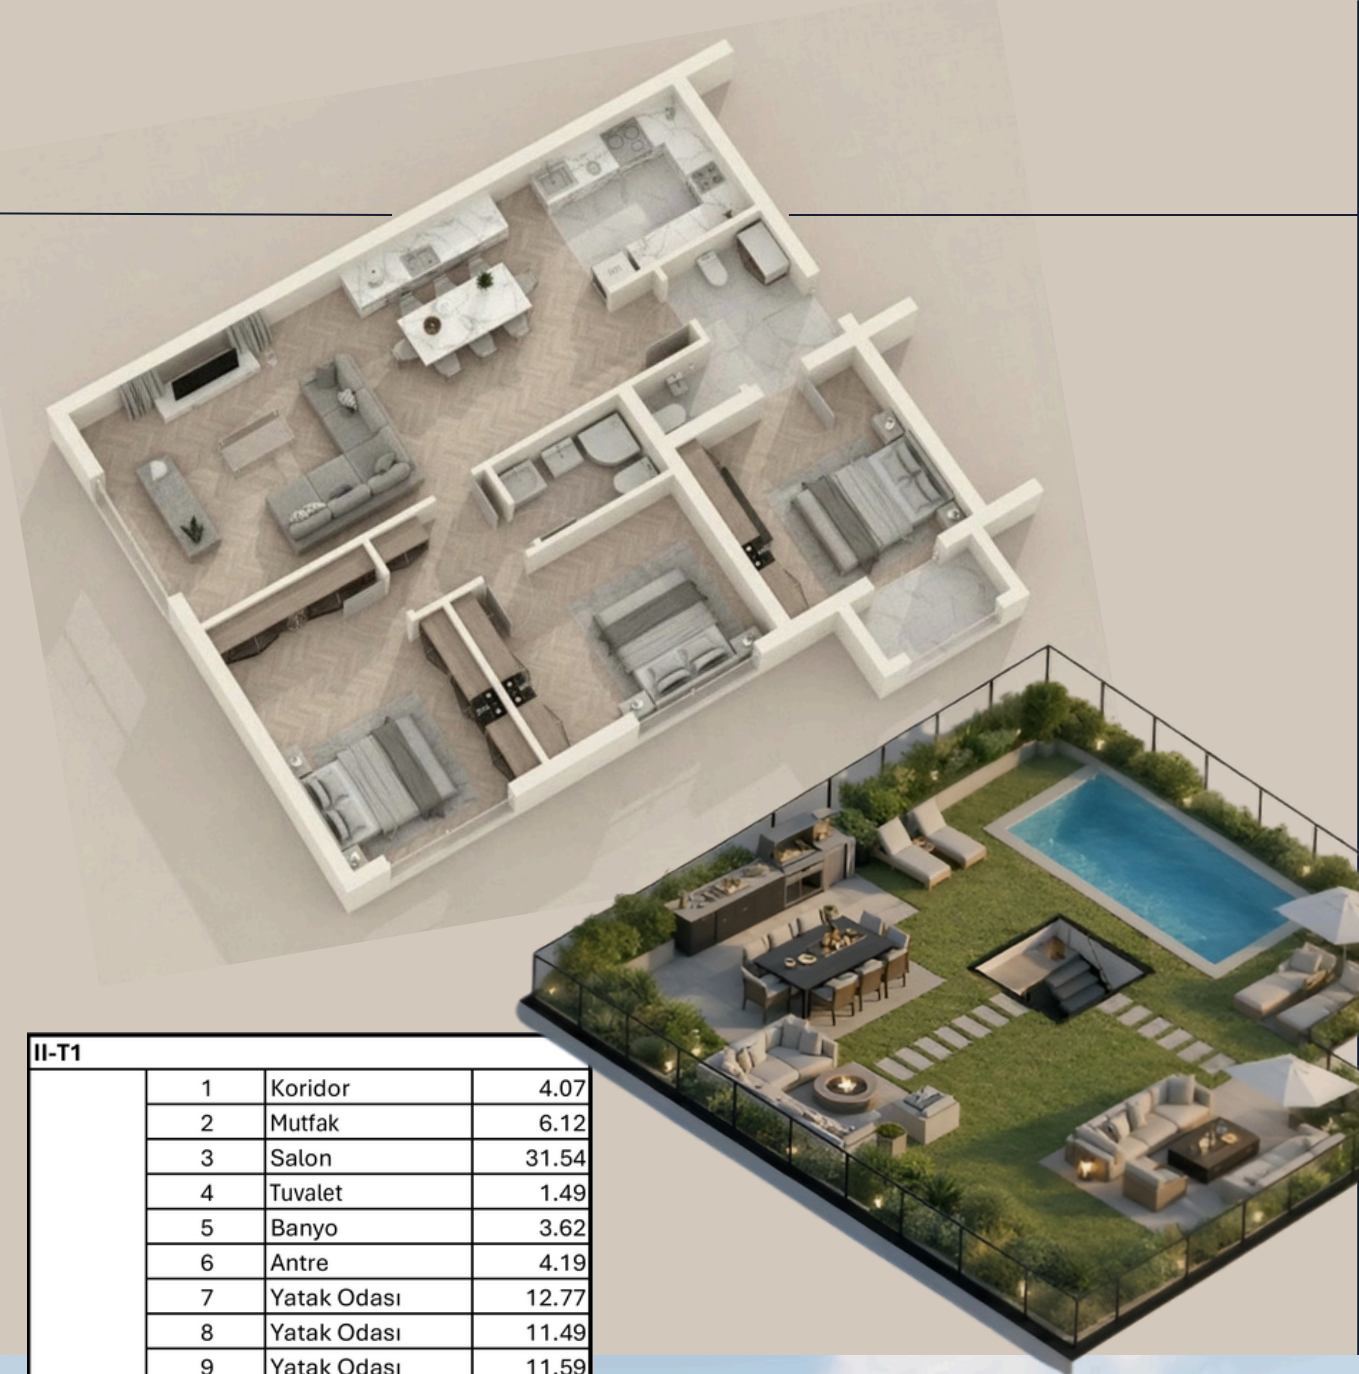 II-T1
1 Koridor 4.07
2 Mutfak 6.12
3 Salon 31.54
4 Tuvalet 1.49
5 Banyo 3.62
6 Antre 4.19
7 Yatak Odası 12.77
8 Yatak Odası 11.49
9 Yatak Odası 11.59